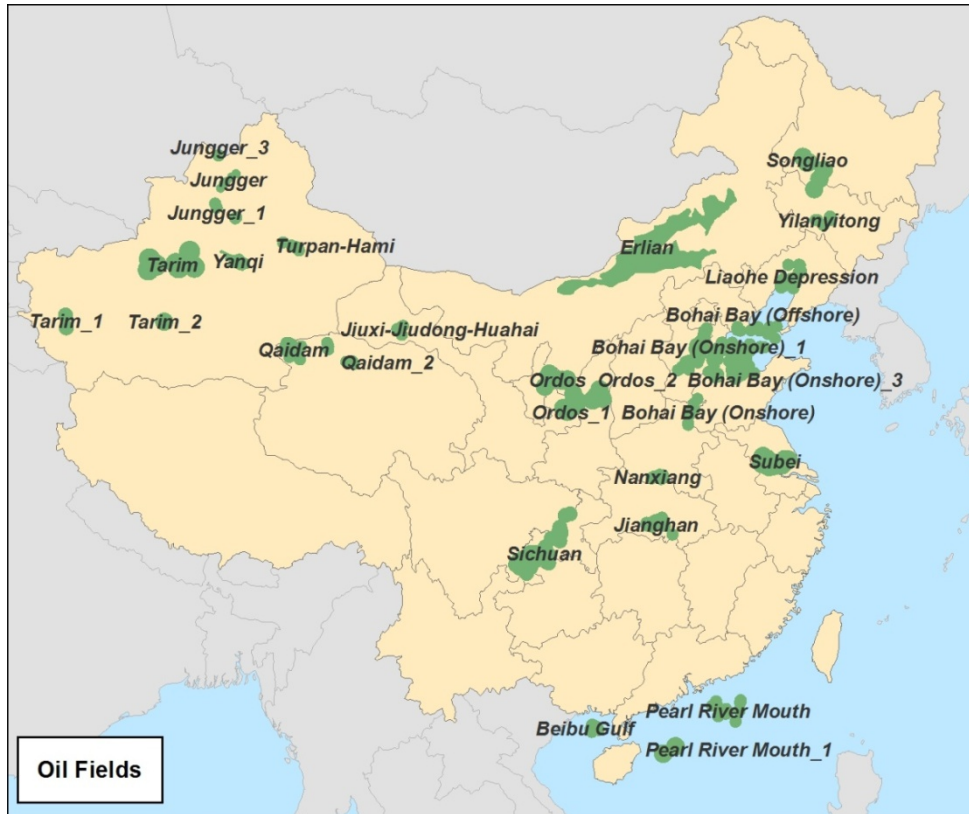 Jungger_3
Songliao
Jungger
Jungger_1
Yilanyitong
Turpan-Hami
Erlian
Tarim
Yanqi
Liaohe Depression
Bohai Bay (Offshore)
Tarim_1
Tarim_2
Jiuxi-Jiudong-Huahai
Bohai Bay (Onshore)_1
Qaidam
Qaidam_2
Ordos
Ordos_2
Bohai Bay (Onshore)_3
Ordos_1
Bohai Bay (Onshore)
Subei
Nanxiang
Jianghan
Sichuan
Pearl River Mouth
Beibu Gulf
Pearl River Mouth_1
Oil Fields